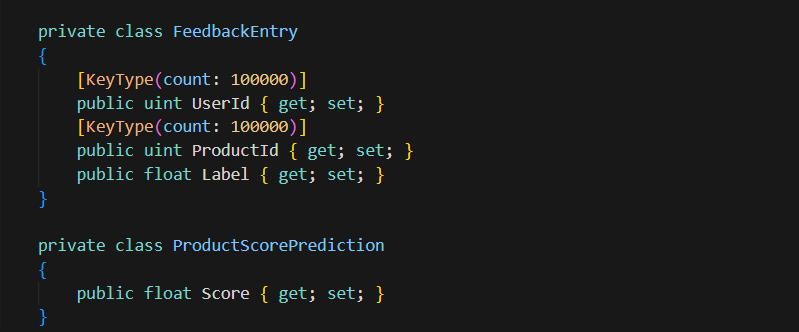 private class FeedbackEntry
{
[KeyType(count: 100000)]
public uint UserId { get; set; }
[KeyType(count: 100000)]
public uint ProductId { get; set; }
public float Label { get; set; }
}
private class ProductScorePrediction
{
public float Score { get; set; }
}